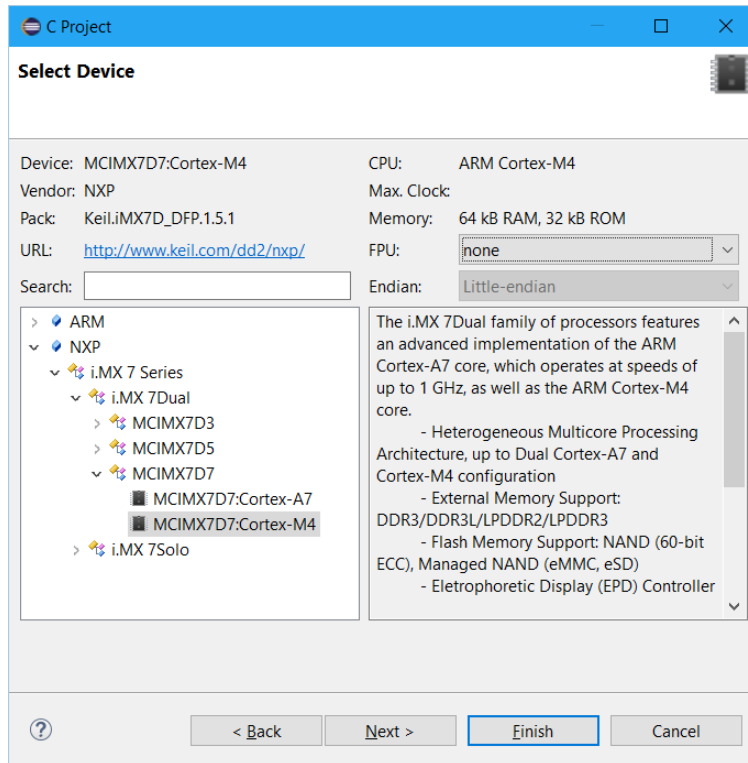 C Project
Select Device
Device: MCIMX7D7:Cortex-M4
CPU: ARM Cortex-M4
Vendor: NXP
Max. Clock:
Pack: Keil.iMX7D_DFP.1.5.1
Memory: 64 kB RAM, 32 kB ROM
URL: http://www.keil.com/dd2/nxp/
FPU: none
Search:
Endian: Little-endian
ARM
NXP
i.MX 7 Series
i.MX 7Dual
MCIMX7D3
MCIMX7D5
MCIMX7D7
MCIMX7D7:Cortex-A7
MCIMX7D7:Cortex-M4
i.MX 7Solo
The i.MX 7Dual family of processors features
an advanced implementation of the ARM
Cortex-A7 core, which operates at speeds of
up to 1 GHz, as well as the ARM Cortex-M4
core.
- Heterogeneous Multicore Processing
Architecture, up to Dual Cortex-A7 and
Cortex-M4 configuration
- External Memory Support:
DDR3/DDR3L/LPDDR2/LPDDR3
- Flash Memory Support: NAND (60-bit
ECC), Managed NAND (eMMC, eSD)
- Eletrophoretic Display (EPD) Controller
?
< Back
Next >
Finish
Cancel